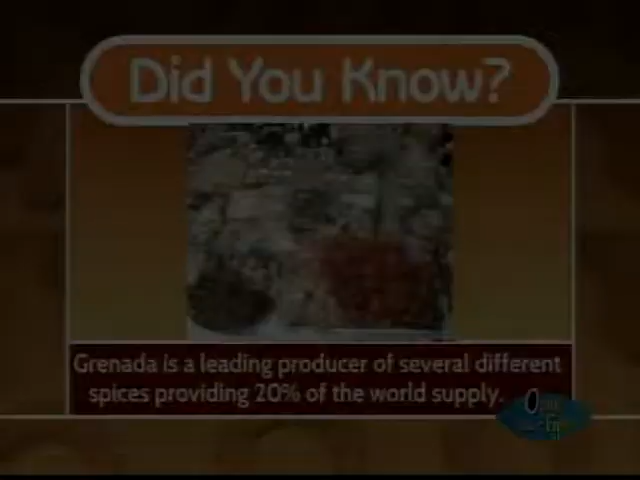 Did You Know?
Grenada is a leading producer of several different
spices providing 20% of the world supply.